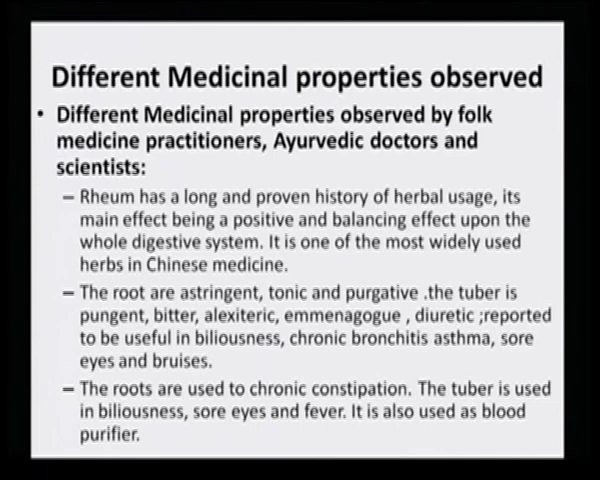 Different Medicinal properties observed
• Different Medicinal properties observed by folk
medicine practitioners, Ayurvedic doctors and
scientists:
– Rheum has a long and proven history of herbal usage, its
main effect being a positive and balancing effect upon the
whole digestive system. It is one of the most widely used
herbs in Chinese medicine.
– The root are astringent, tonic and purgative .the tuber is
pungent, bitter, alexiteric, emmenagogue , diuretic ;reported
to be useful in biliousness, chronic bronchitis asthma, sore
eyes and bruises.
– The roots are used to chronic constipation. The tuber is used
in biliousness, sore eyes and fever. It is also used as blood
purifier.